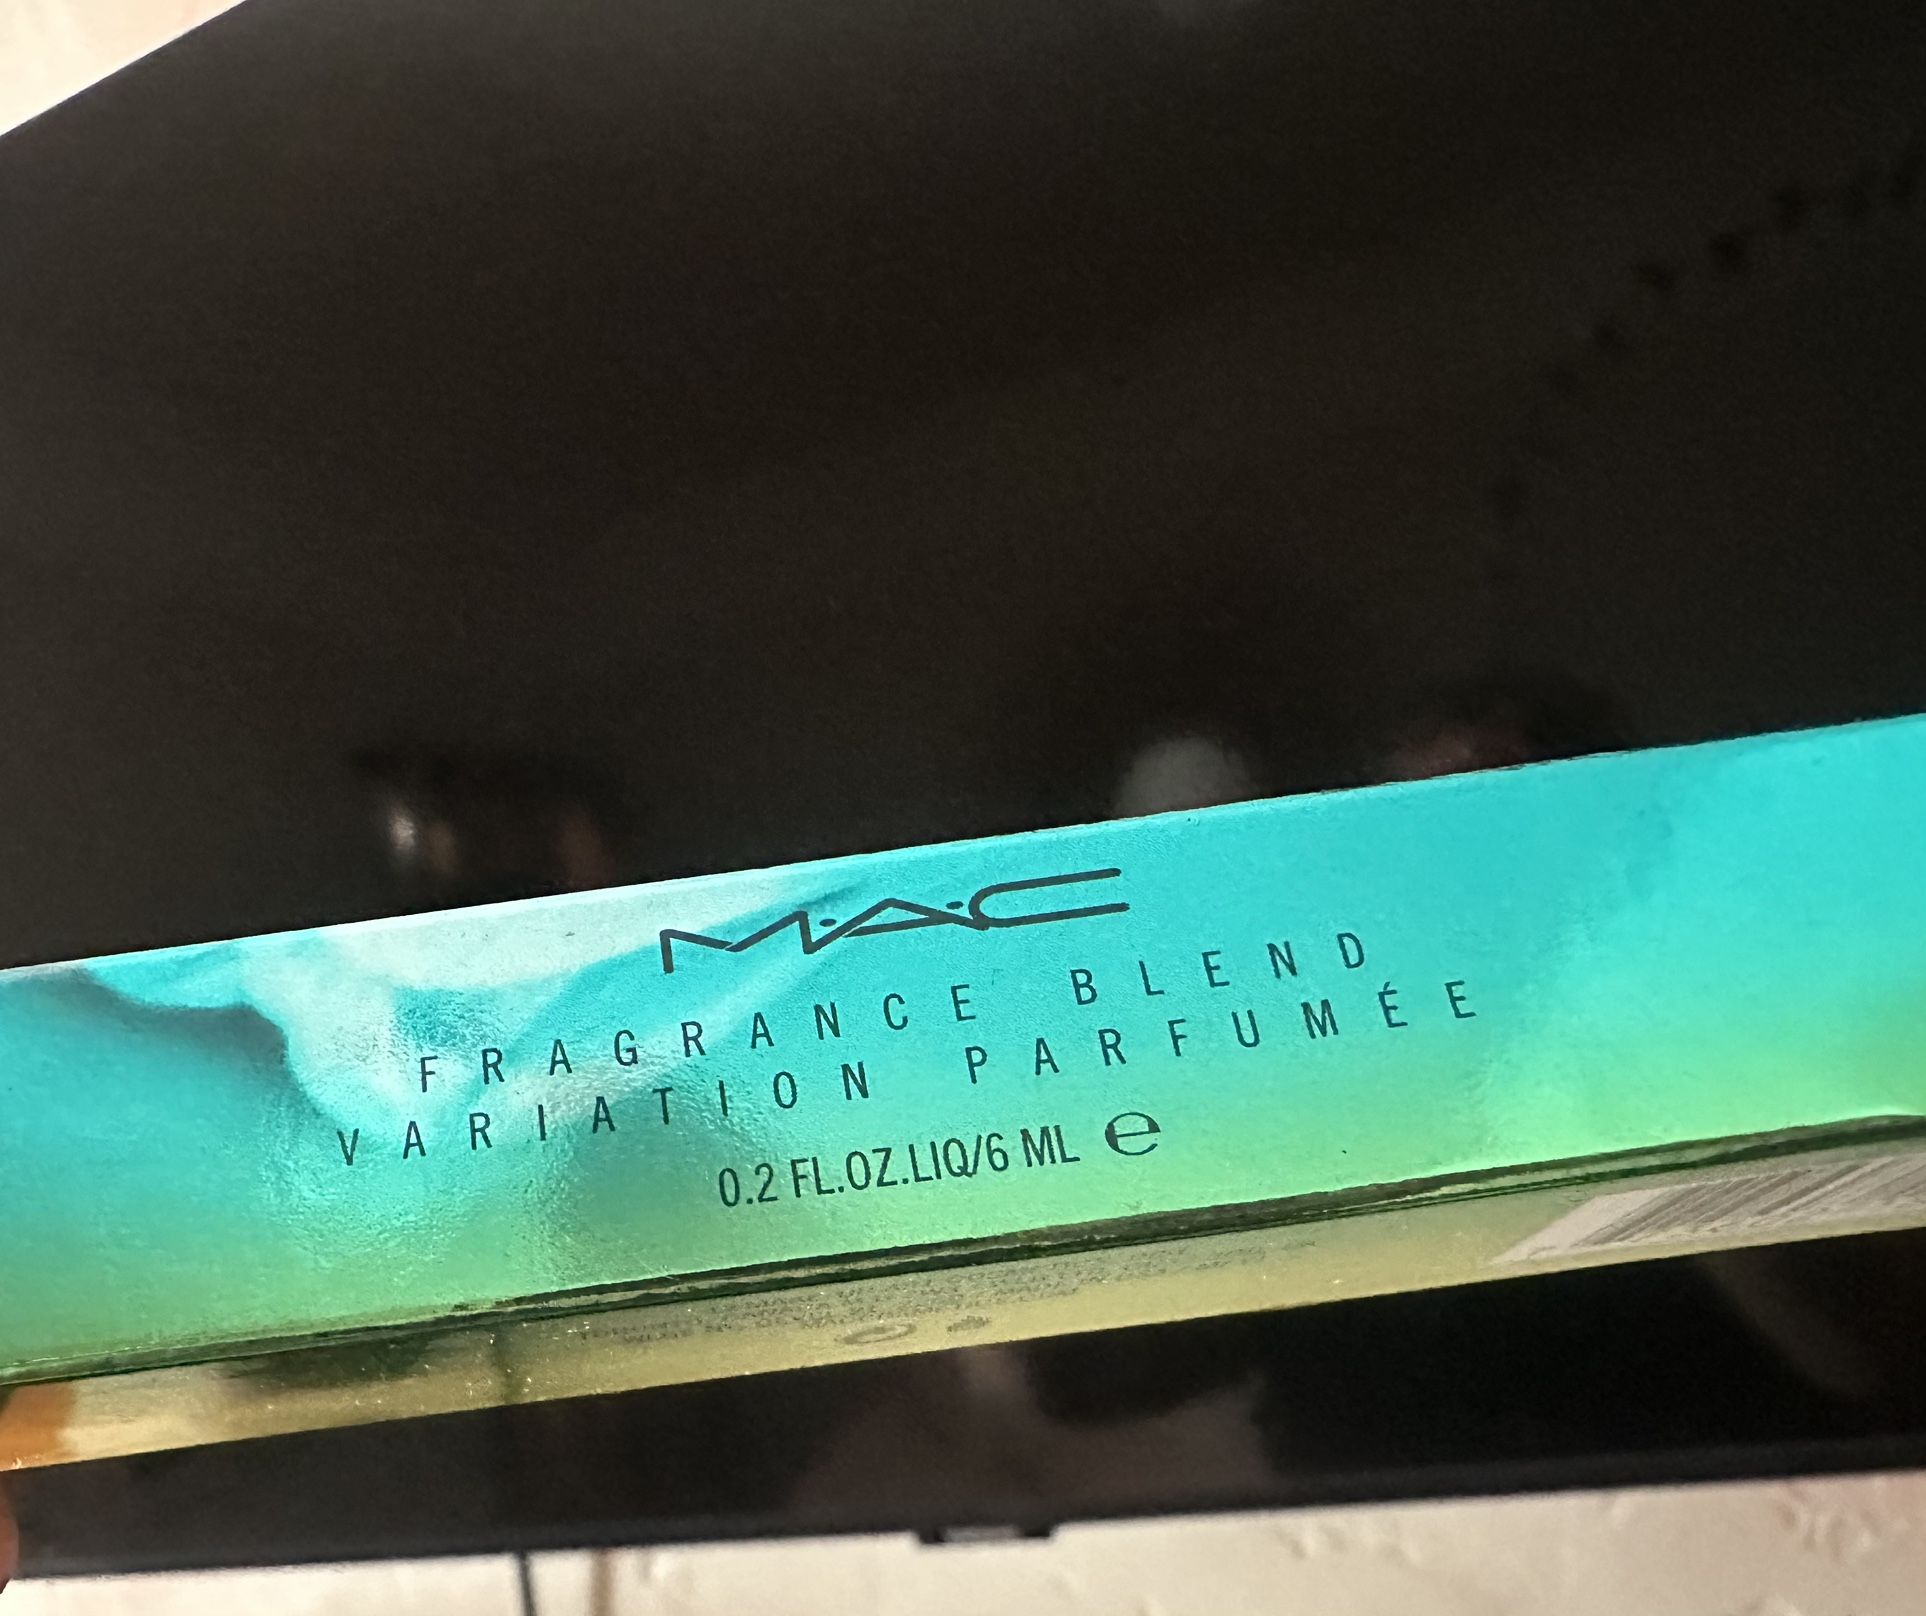 MAC
FRAGRANCE BLEND
VARIATION PARFUMÉE
0.2 FL.OZ.LIQ/6 ML ℮